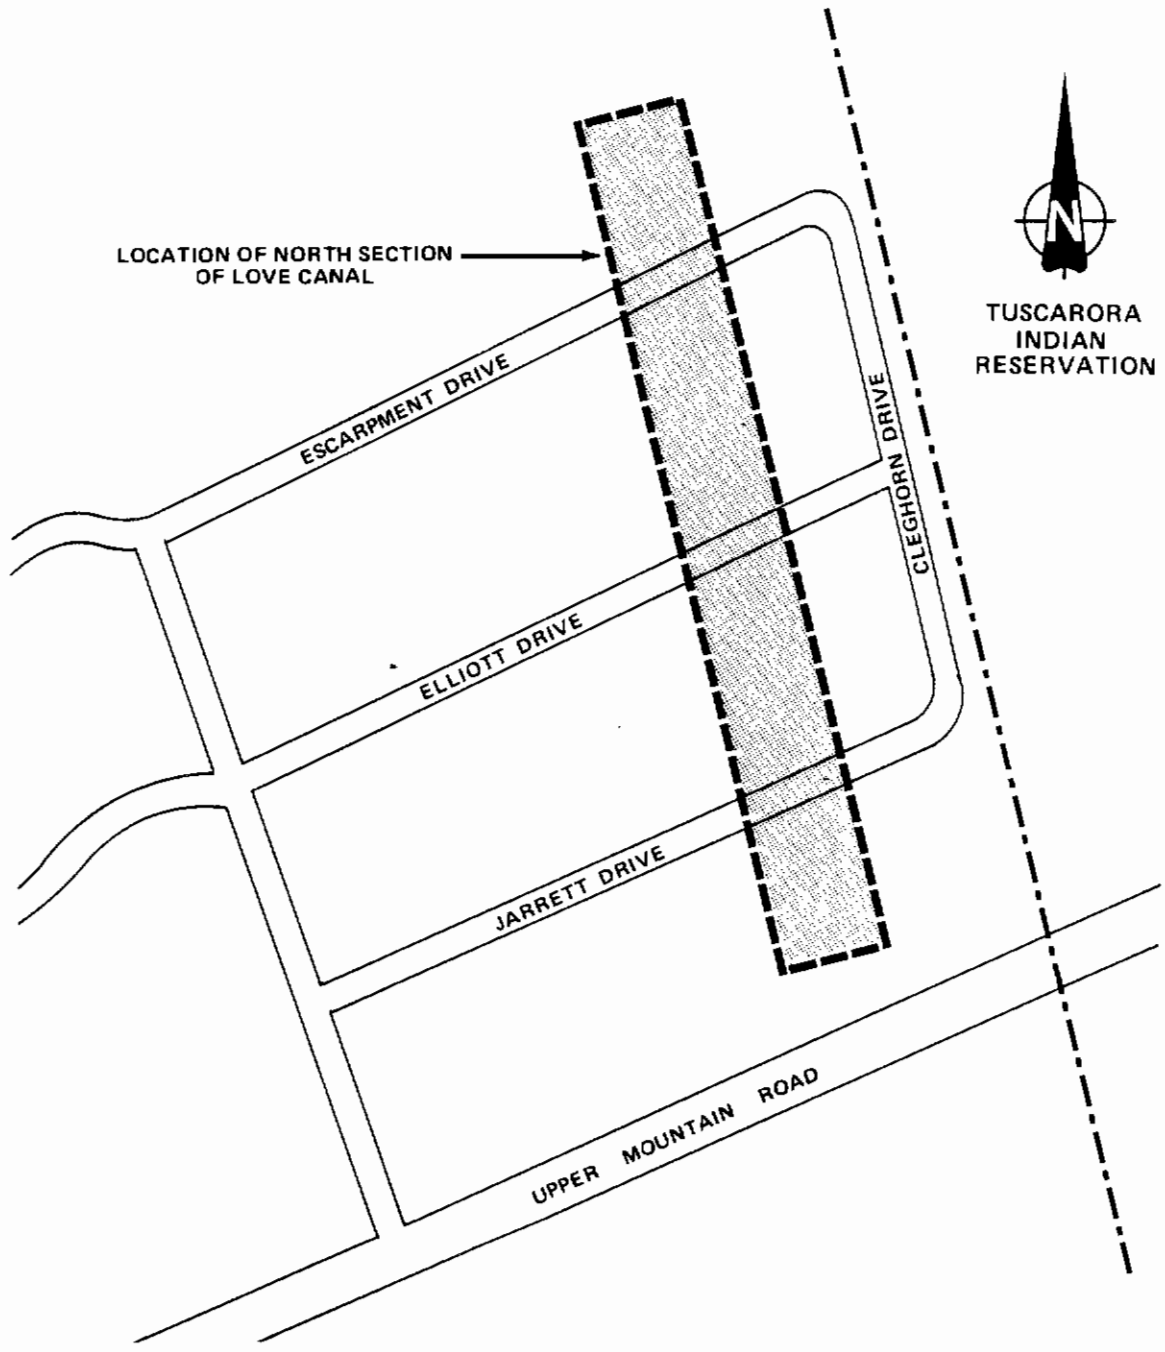 N
LOCATION OF NORTH SECTION
OF LOVE CANAL
TUSCARORA
INDIAN
RESERVATION
ESCARPMENT DRIVE
CLEGHORN DRIVE
ELLIOTT DRIVE
JARRETT DRIVE
UPPER MOUNTAIN ROAD